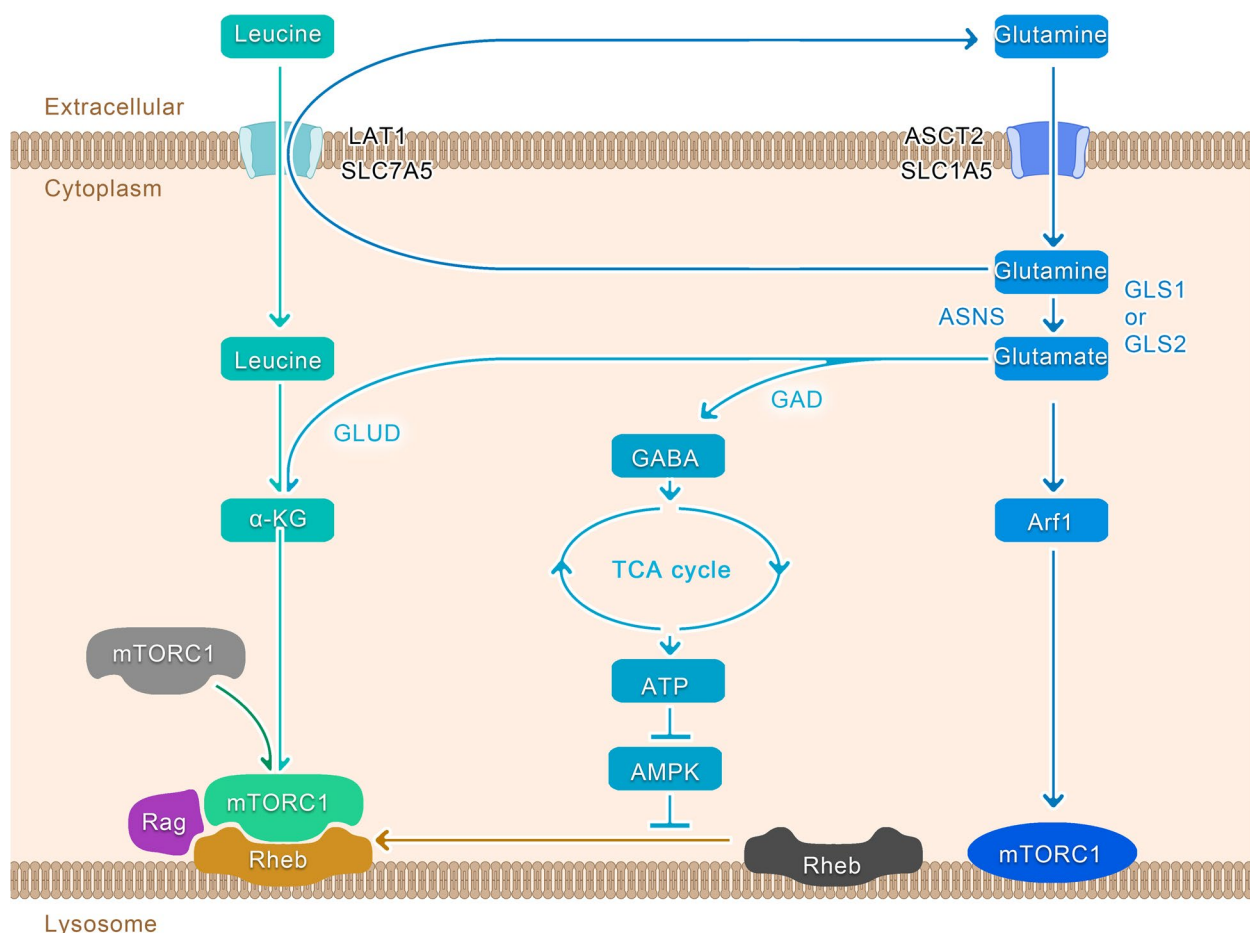 Leucine
Glutamine
Extracellular
LAT1
SLC7A5
ASCT2
SLC1A5
Cytoplasm
Glutamine
GLS1
or
GLS2
ASNS
Leucine
Glutamate
GAD
GLUD
GABA
α-KG
Arf1
TCA cycle
mTORC1
ATP
AMPK
mTORC1
Rag
Rheb
Rheb
mTORC1
Lysosome